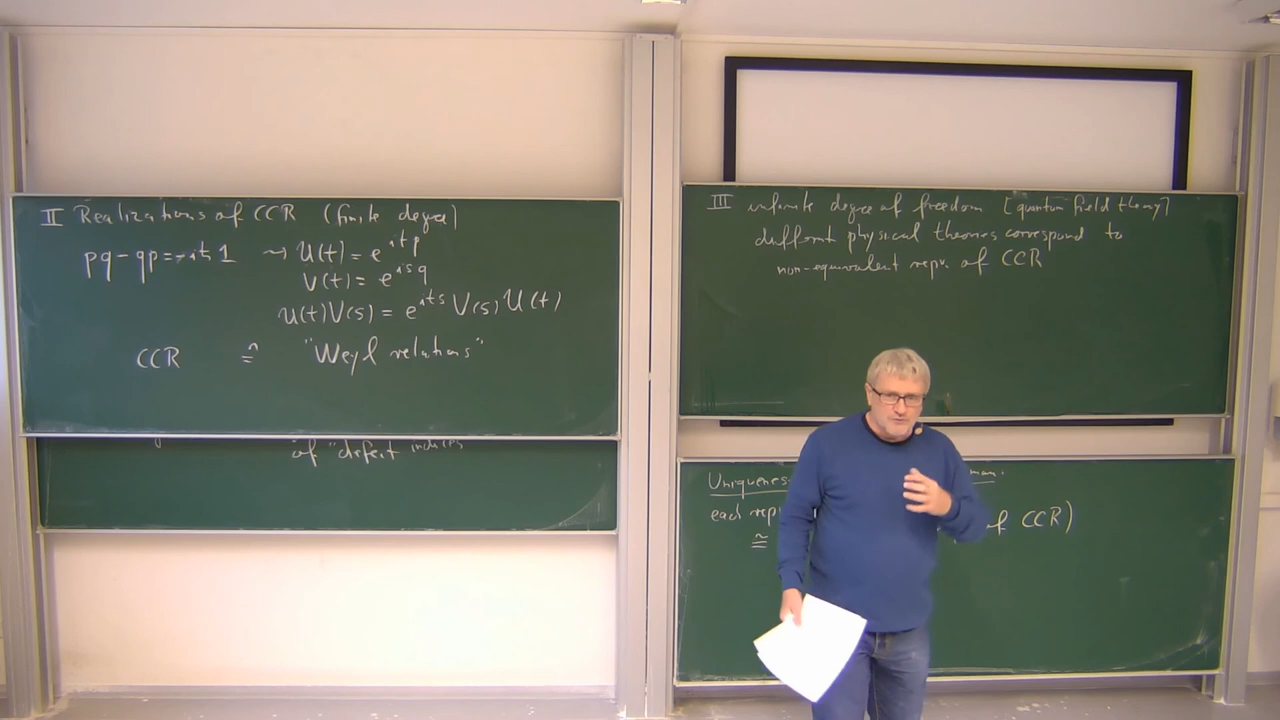 II Realizations of CCR (finite degree)
pq - qp = -iħ 1 → U(t) = e^{itp}
V(t) = e^{isq}
U(t)V(s) = e^{its} V(s) U(t)
CCR ≙ "Weyl relations"
of "defect indices
III infinite degree of freedom [quantum field theory]
different physical theories correspond to
non-equivalent repr. of CCR
Uniqueness
each rep of CCR)
≅